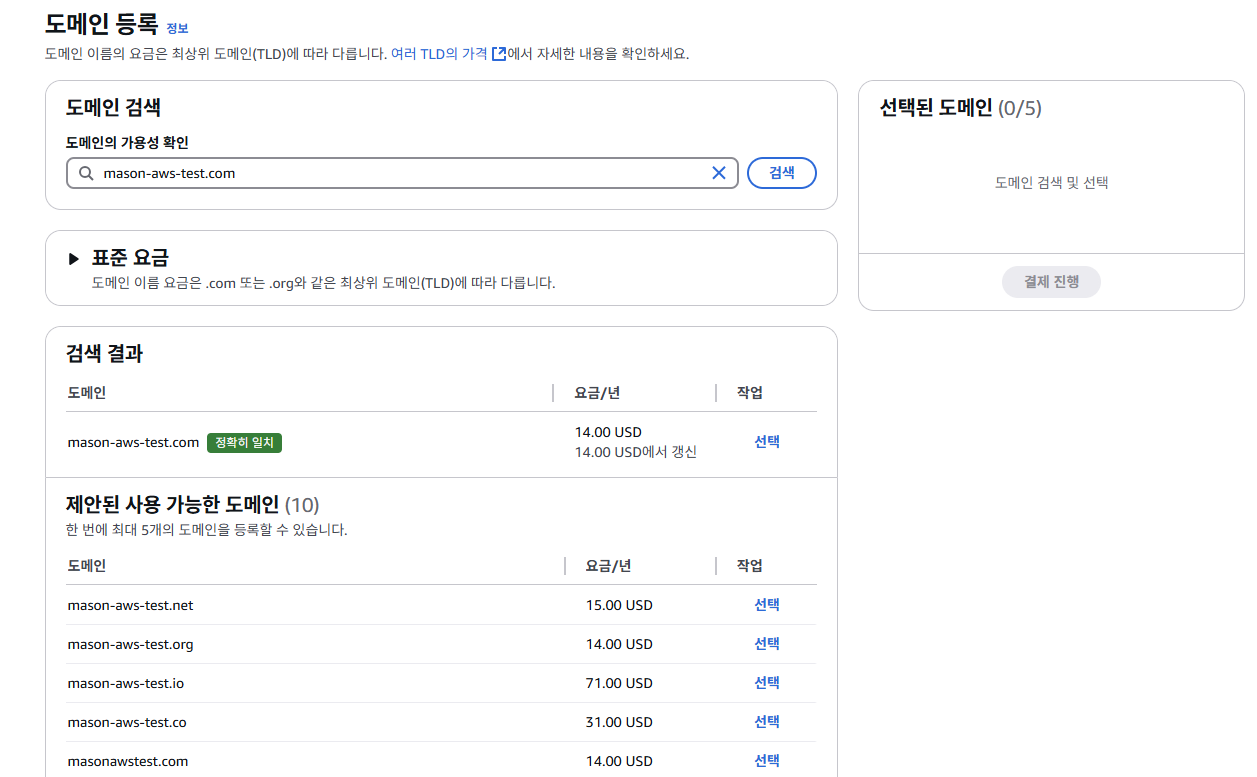 도메인 등록 정보
도메인 이름의 요금은 최상위 도메인(TLD)에 따라 다릅니다. 여러 TLD의 가격에서 자세한 내용을 확인하세요.
도메인 검색
도메인의 가용성 확인
mason-aws-test.com 검색
표준 요금
도메인 이름 요금은 .com 또는 .org와 같은 최상위 도메인(TLD)에 따라 다릅니다.
검색 결과
도메인 요금/년 작업
mason-aws-test.com 정확히 일치 14.00 USD 선택
14.00 USD에서 갱신
제안된 사용 가능한 도메인 (10)
한 번에 최대 5개의 도메인을 등록할 수 있습니다.
도메인 요금/년 작업
mason-aws-test.net 15.00 USD 선택
mason-aws-test.org 14.00 USD 선택
mason-aws-test.io 71.00 USD 선택
mason-aws-test.co 31.00 USD 선택
masonawstest.com 14.00 USD 선택
선택된 도메인 (0/5)
도메인 검색 및 선택
결제 진행